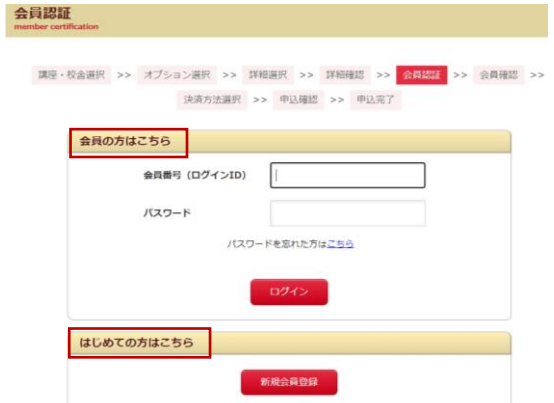 会員認証
member certification
講座・校舎選択 >> オプション選択 >> 詳細選択 >> 詳細確認 >> 会員認証 >> 会員確認 >>
決済方法選択 >> 申込確認 >> 申込完了
会員の方はこちら
会員番号（ログインID）
パスワード
パスワードを忘れた方はこちら
ログイン
はじめての方はこちら
新規会員登録